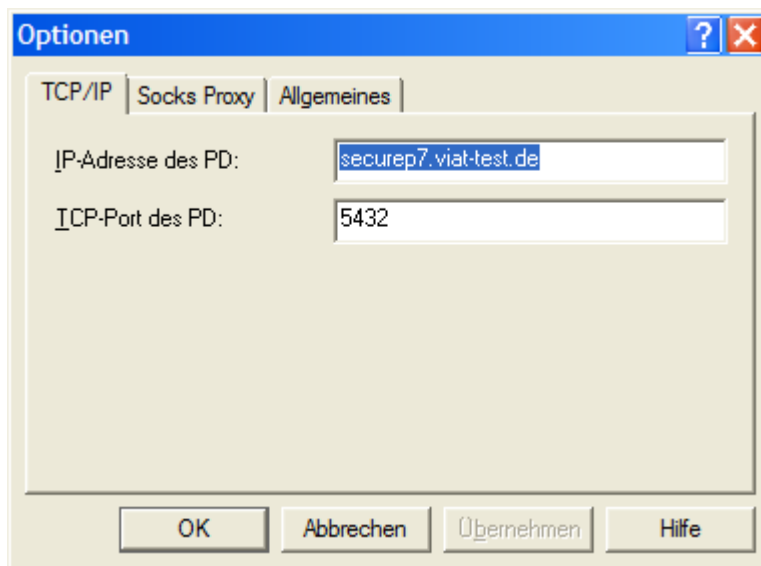 Optionen
TCP/IP Socks Proxy Allgemeines
IP-Adresse des PD: securep7.viat-test.de
TCP-Port des PD: 5432
OK Abbrechen Übernehmen Hilfe